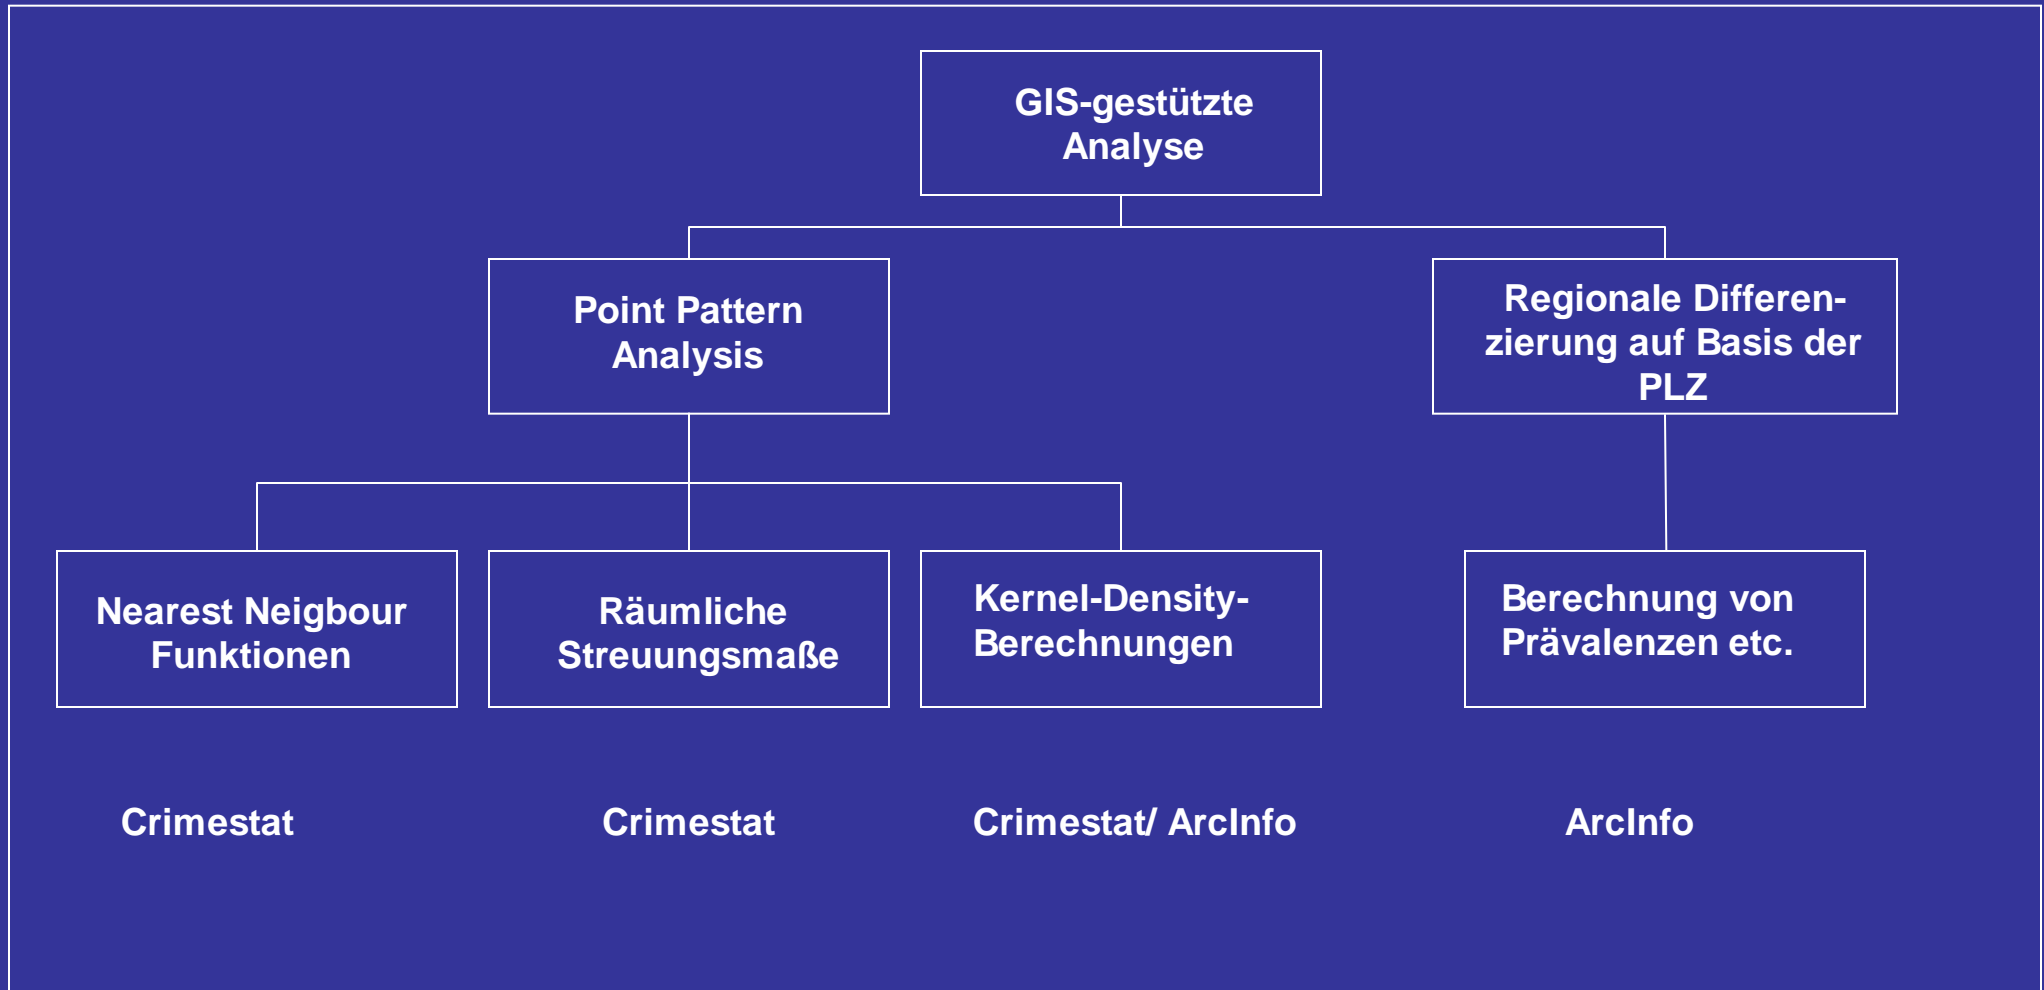 GIS-gestützte
Analyse
Point Pattern
Analysis
Regionale Differen-
zierung auf Basis der
PLZ
Nearest Neigbour
Funktionen
Räumliche
Streuungsmaße
Kernel-Density-
Berechnungen
Berechnung von
Prävalenzen etc.
Crimestat
Crimestat
Crimestat/ ArcInfo
ArcInfo